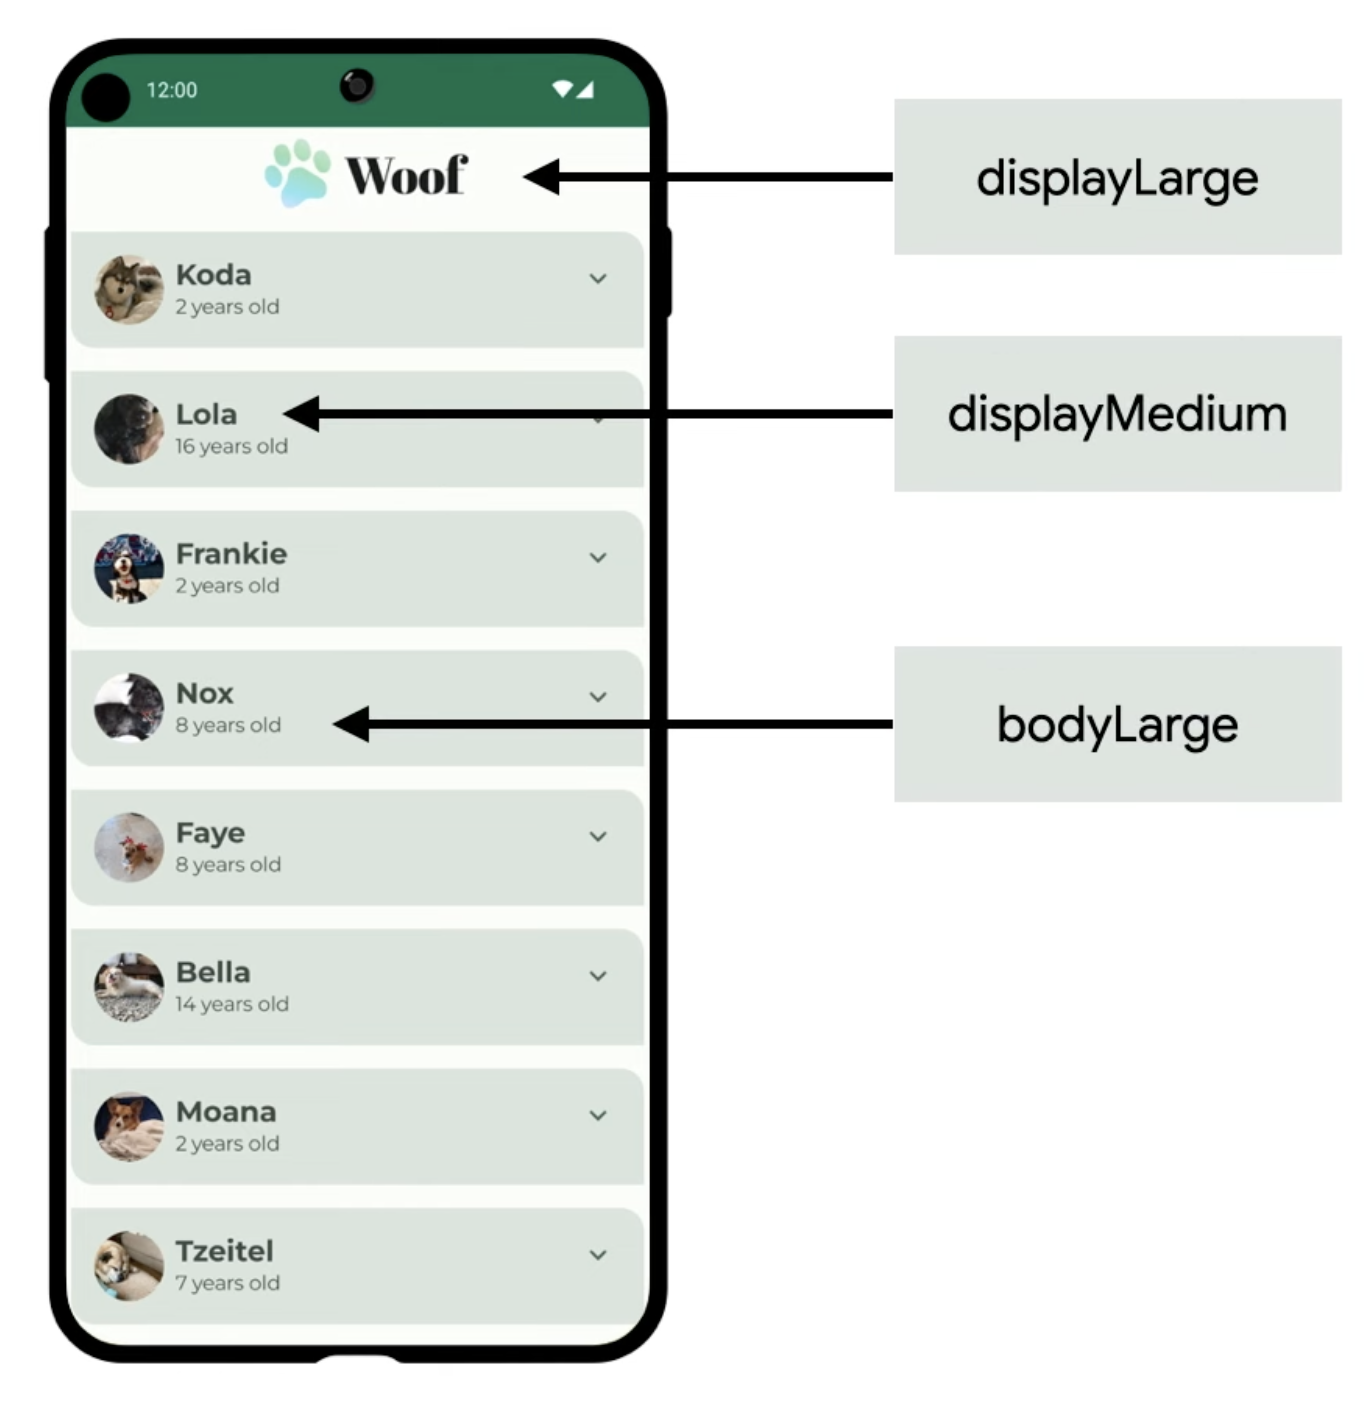 12:00
Woof
displayLarge
Koda
2 years old
Lola
displayMedium
16 years old
Frankie
2 years old
Nox
8 years old
bodyLarge
Faye
8 years old
Bella
14 years old
Moana
2 years old
Tzeitel
7 years old